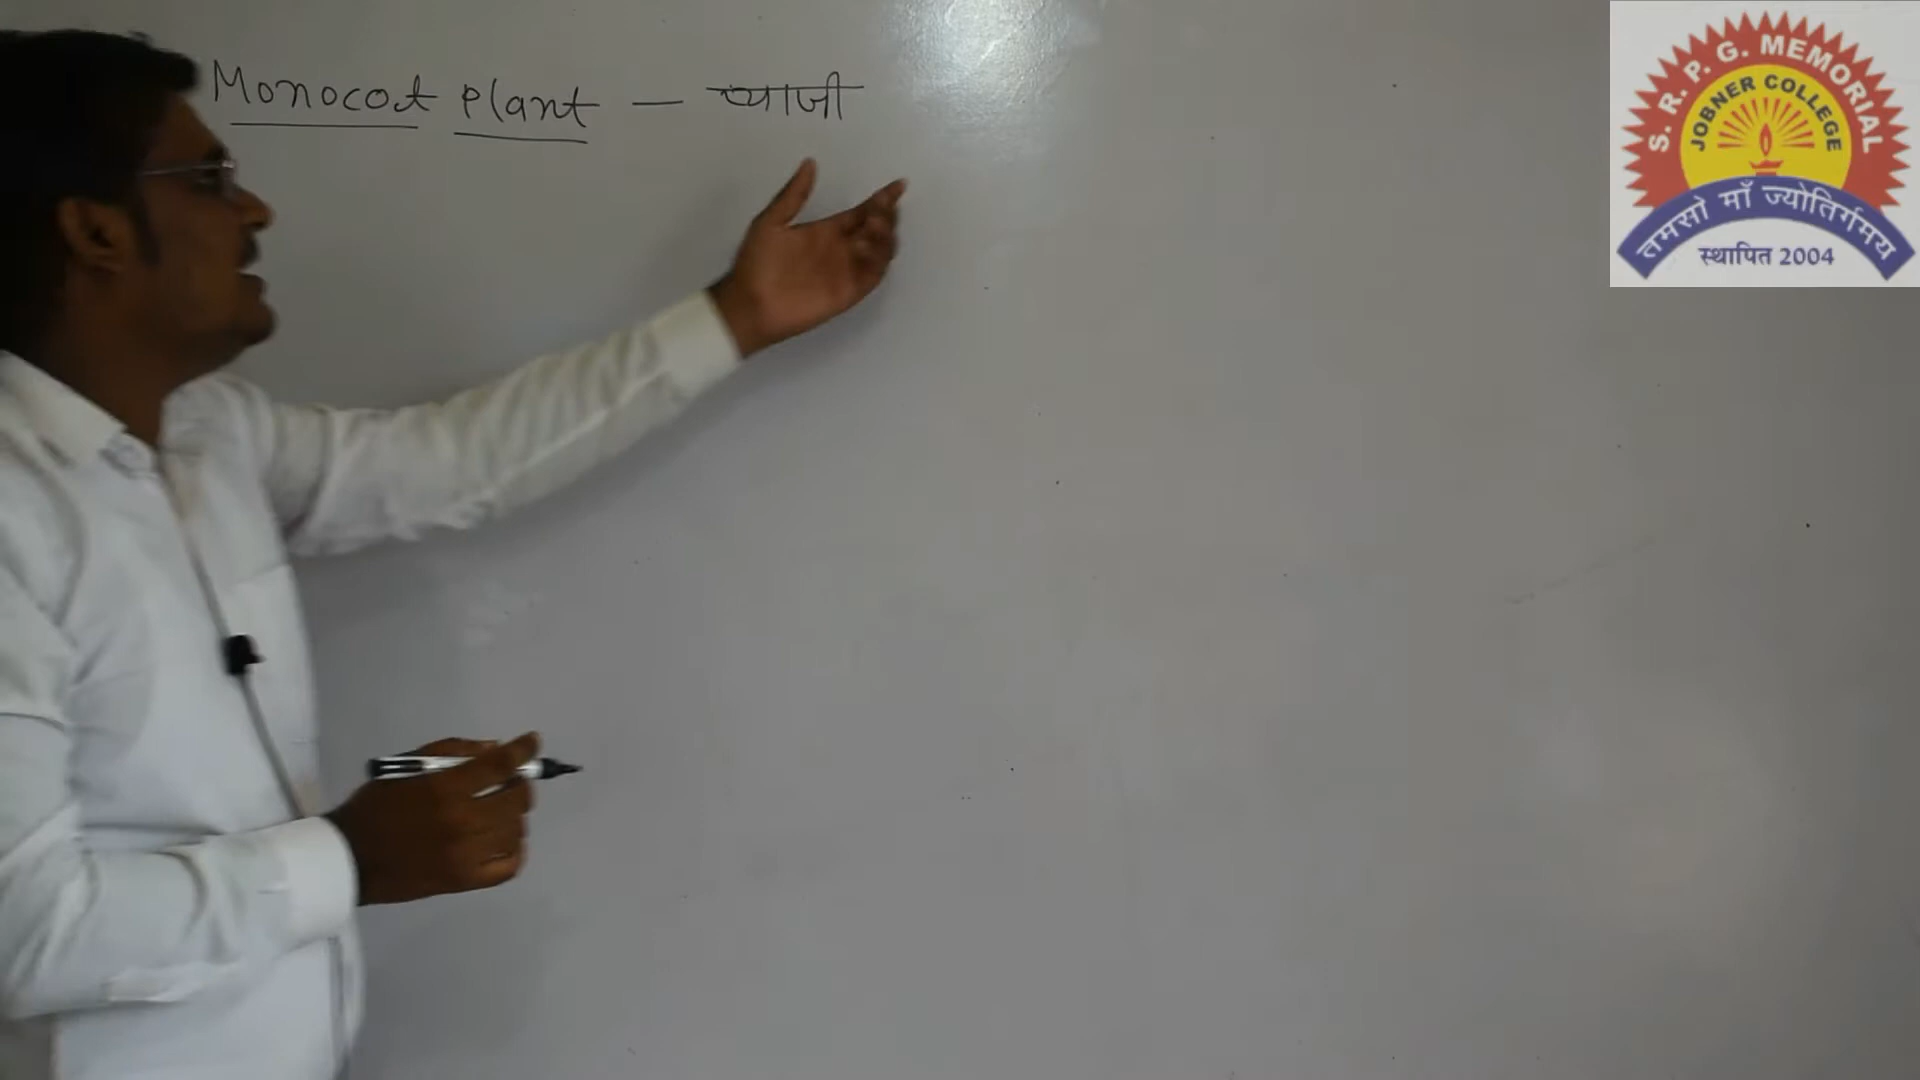 Monocot Plant — प्याजी
S. R. P. G. MEMORIAL
JOBNER COLLEGE
तमसो माँ ज्योतिर्गमय
स्थापित 2004